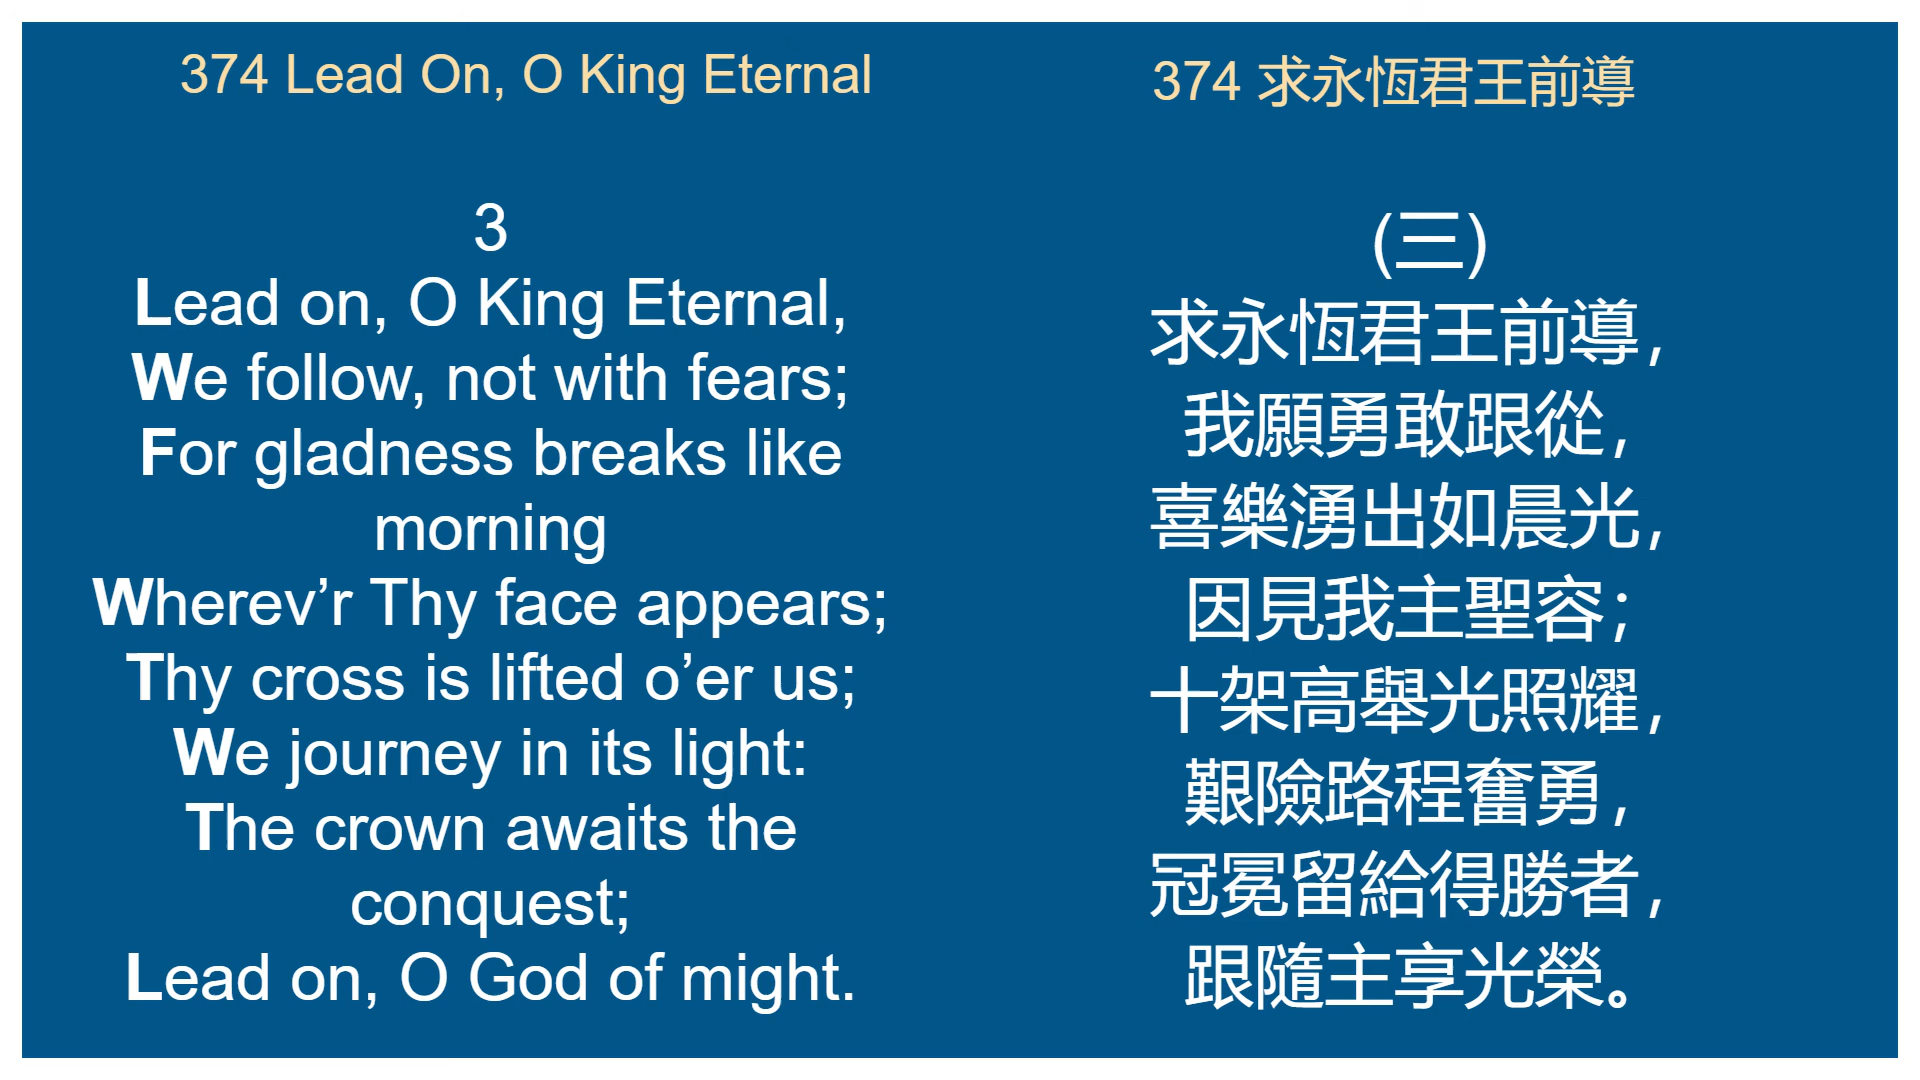 374 Lead On, O King Eternal
3
Lead on, O King Eternal,
We follow, not with fears;
For gladness breaks like
morning
Wherev’r Thy face appears;
Thy cross is lifted o’er us;
We journey in its light:
The crown awaits the
conquest;
Lead on, O God of might.
374 求永恆君王前導
(三)
求永恆君王前導，
我願勇敢跟從，
喜樂湧出如晨光，
因見我主聖容；
十架高舉光照耀，
艱險路程奮勇，
冠冕留給得勝者，
跟隨主享光榮。